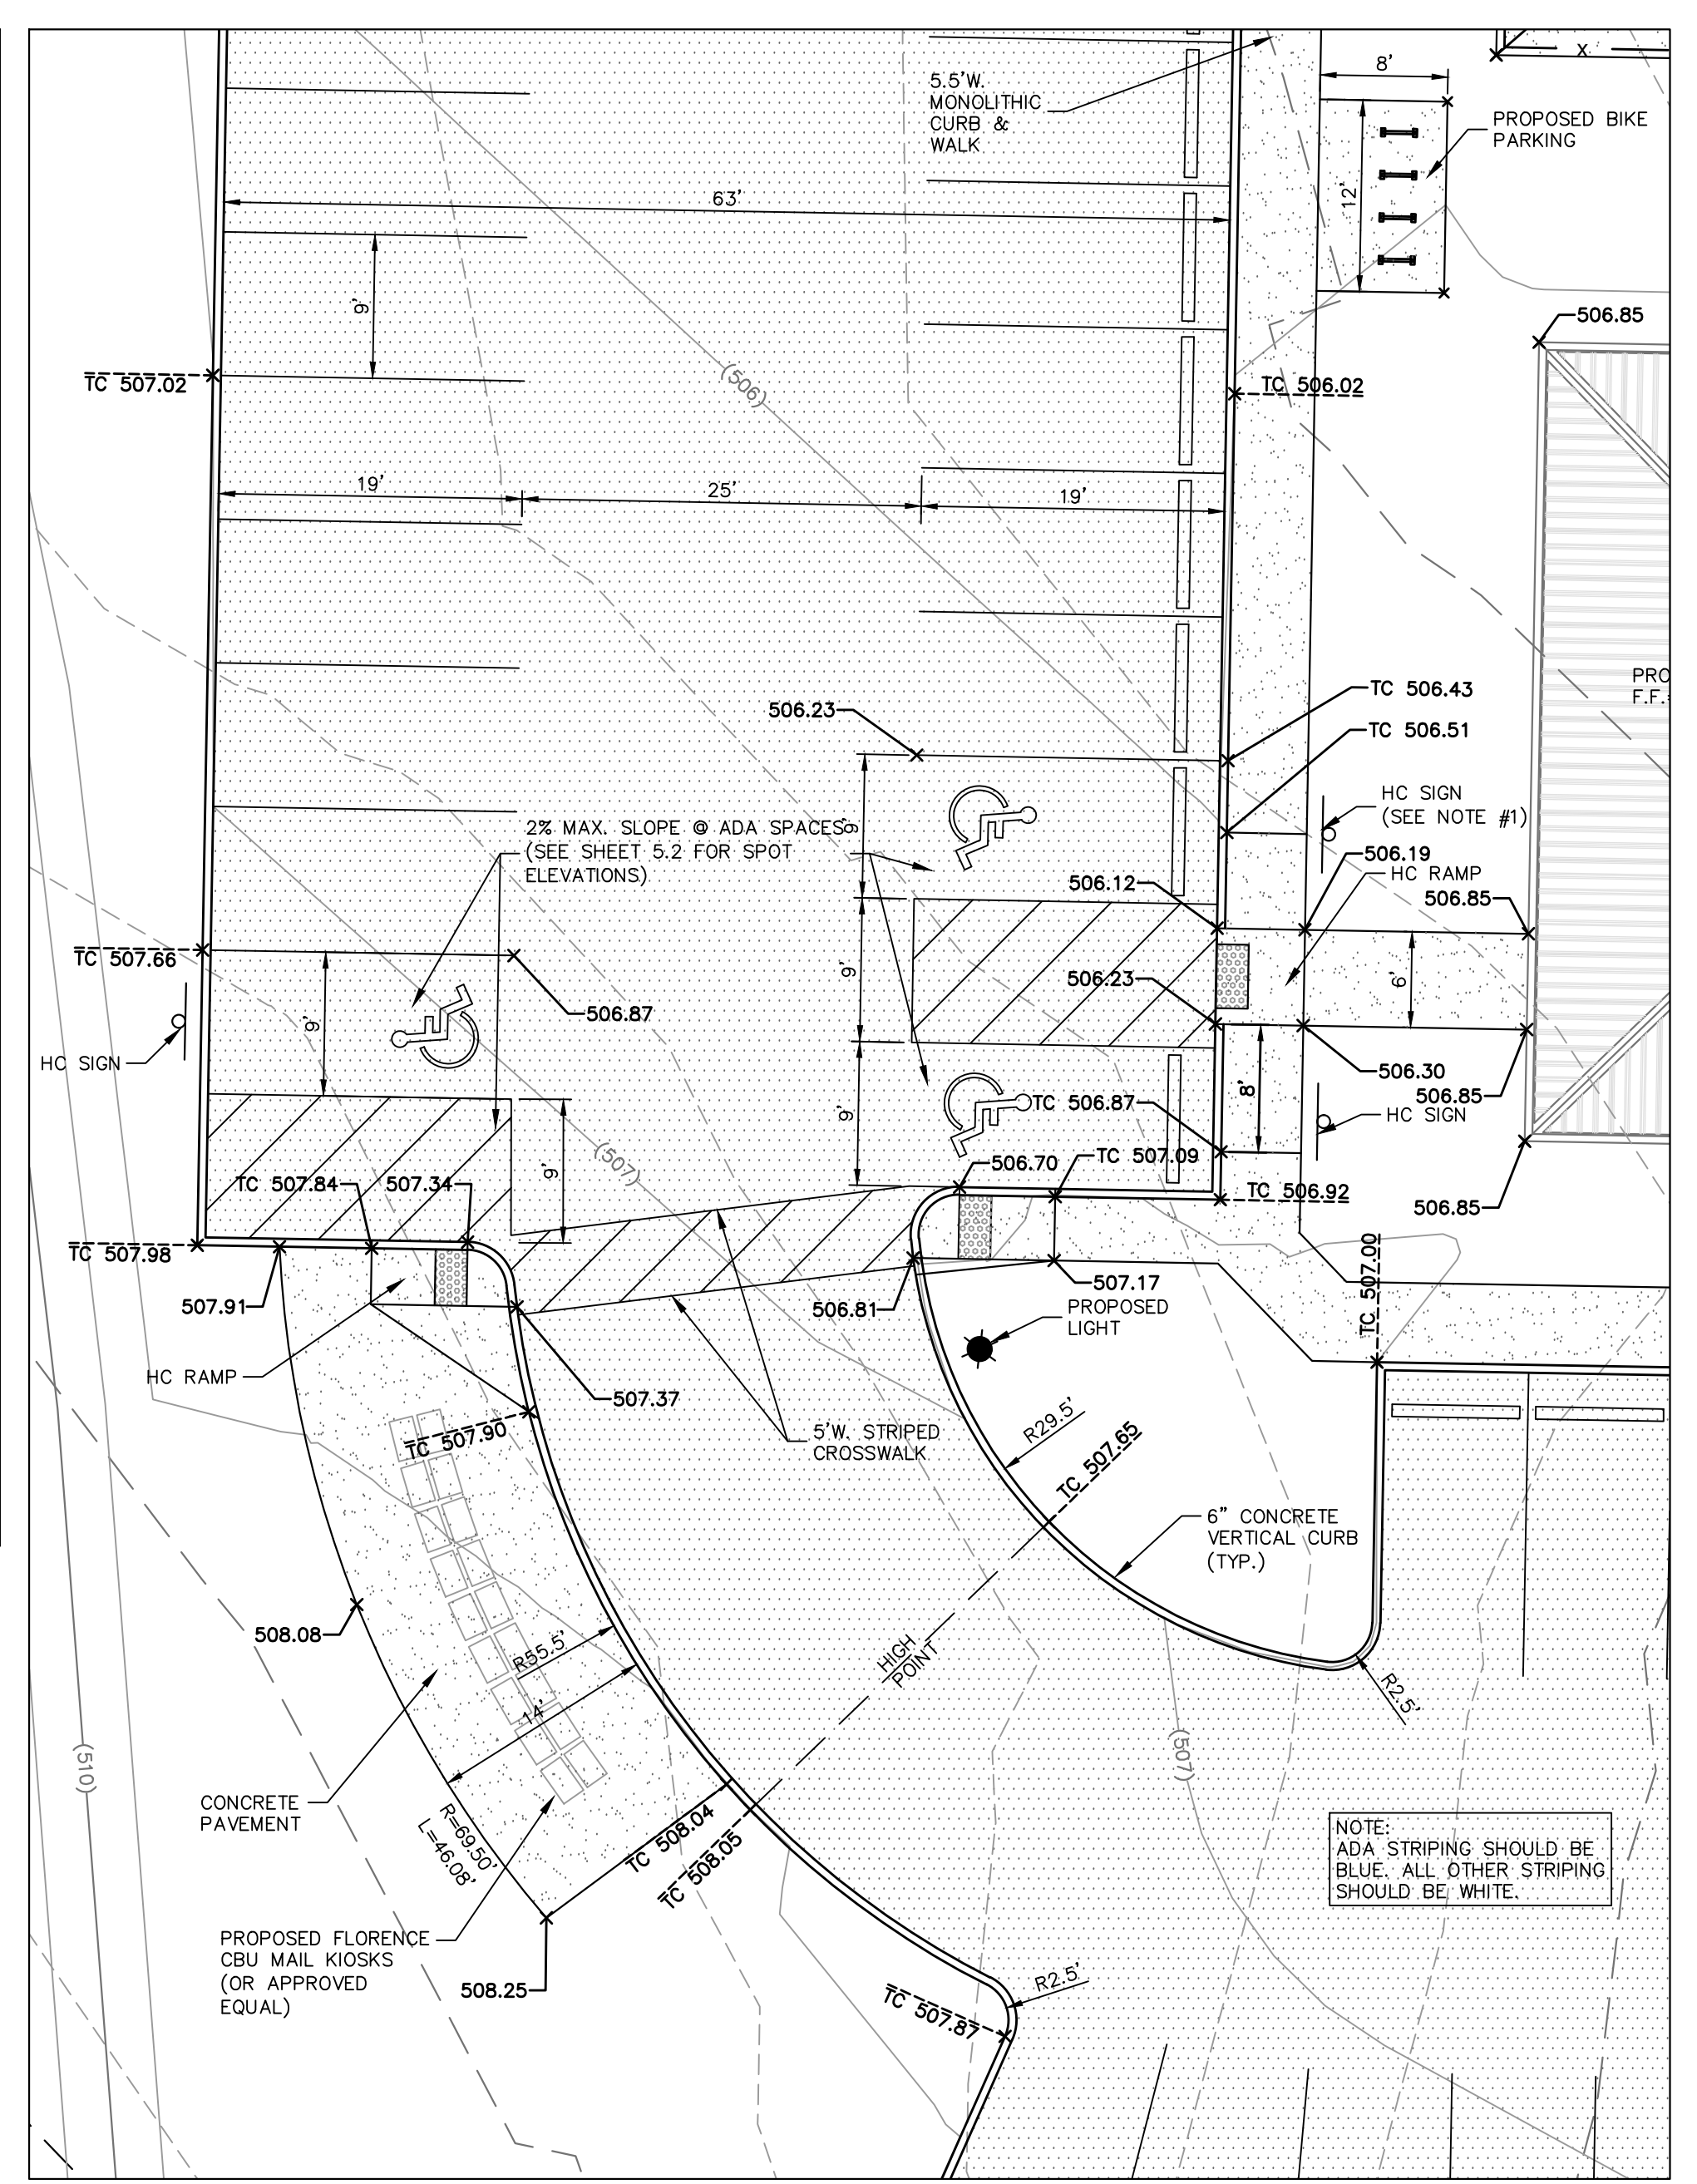 5.5'W.
MONOLITHIC
CURB &
WALK
8'
x
PROPOSED BIKE
PARKING
12'
63'
9'
506.85
TC 507.02
(506)
TC 506.02
19'
25'
19'
PRO
F.F.=
TC 506.43
506.23
TC 506.51
HC SIGN
(SEE NOTE #1)
2% MAX. SLOPE @ ADA SPACES
(SEE SHEET 5.2 FOR SPOT
ELEVATIONS)
9'
506.19
HC RAMP
506.12
506.85
TC 507.66
9'
506.23
6'
506.87
9'
HC SIGN
506.30
506.85
8'
TC 506.87
9'
HC SIGN
(507)
9'
TC 507.09
506.70
TC 507.84
507.34
TC 506.92
506.85
TC 507.98
TC 507.00
507.17
507.91
506.81
PROPOSED
LIGHT
HC RAMP
507.37
TC 507.90
5'W. STRIPED
CROSSWALK
R29.5'
TC 507.65
6" CONCRETE
VERTICAL CURB
(TYP.)
508.08
R55.5'
HIGH
POINT
14'
R2.5'
(510)
(507)
CONCRETE
PAVEMENT
R=69.50'
L=46.08'
TC 508.04
TC 508.05
NOTE:
ADA STRIPING SHOULD BE
BLUE. ALL OTHER STRIPING
SHOULD BE WHITE.
PROPOSED FLORENCE
CBU MAIL KIOSKS
(OR APPROVED
EQUAL)
508.25
R2.5'
TC 507.87